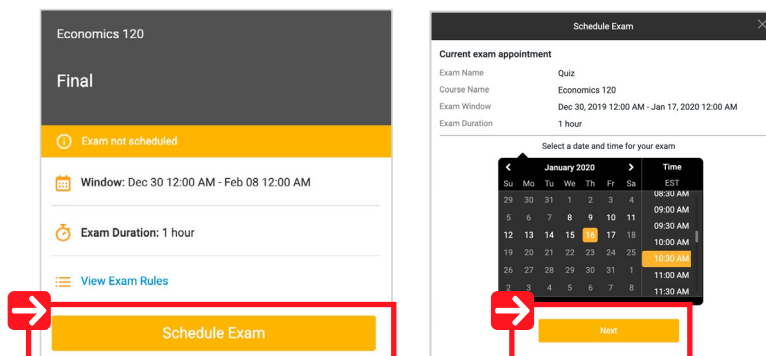 Economics 120
Final
Exam not scheduled
Window: Dec 30 12:00 AM - Feb 08 12:00 AM
Exam Duration: 1 hour
View Exam Rules
Schedule Exam
Schedule Exam
Current exam appointment
Exam Name Quiz
Course Name Economics 120
Exam Window Dec 30, 2019 12:00 AM - Jan 17, 2020 12:00 AM
Exam Duration 1 hour
Select a date and time for your exam
January 2020
Su Mo Tu We Th Fr Sa
29 30 31 1 2 3 4
5 6 7 8 9 10 11
12 13 14 15 16 17 18
19 20 21 22 23 24 25
26 27 28 29 30 31 1
2 3 4 5 6 7 8
Time
EST
08:30 AM
09:00 AM
09:30 AM
10:00 AM
10:30 AM
11:00 AM
11:30 AM
Next